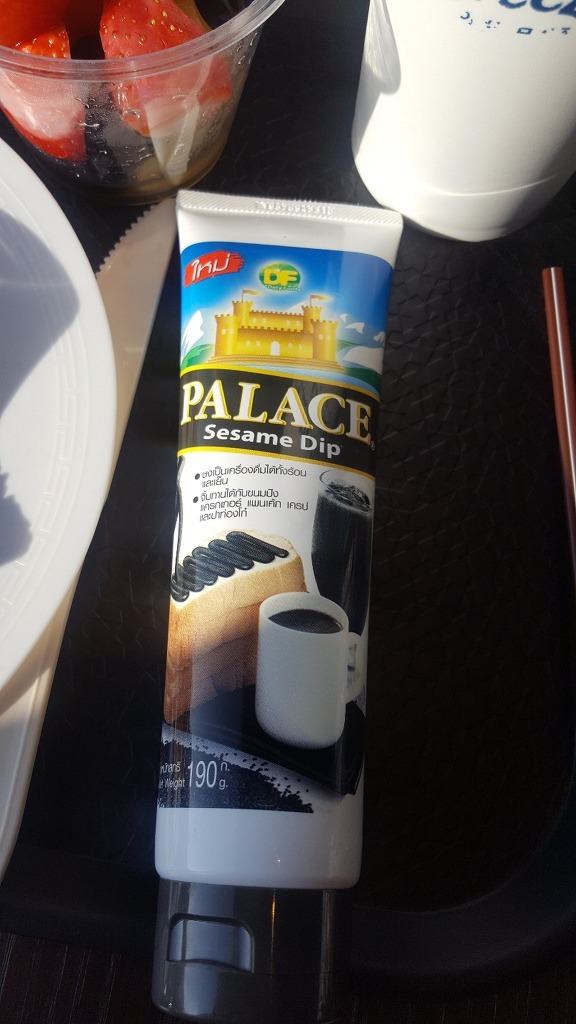 ใหม่
DF
PALACE®
Sesame Dip
• ชงเป็นเครื่องดื่มได้ทั้งร้อน
และเย็น
• จิ้มทานได้กับขนมปัง
แครกเกอร์ แพนเค้ก เครป
และปาท่องโก๋
190 ก.
Weight g.